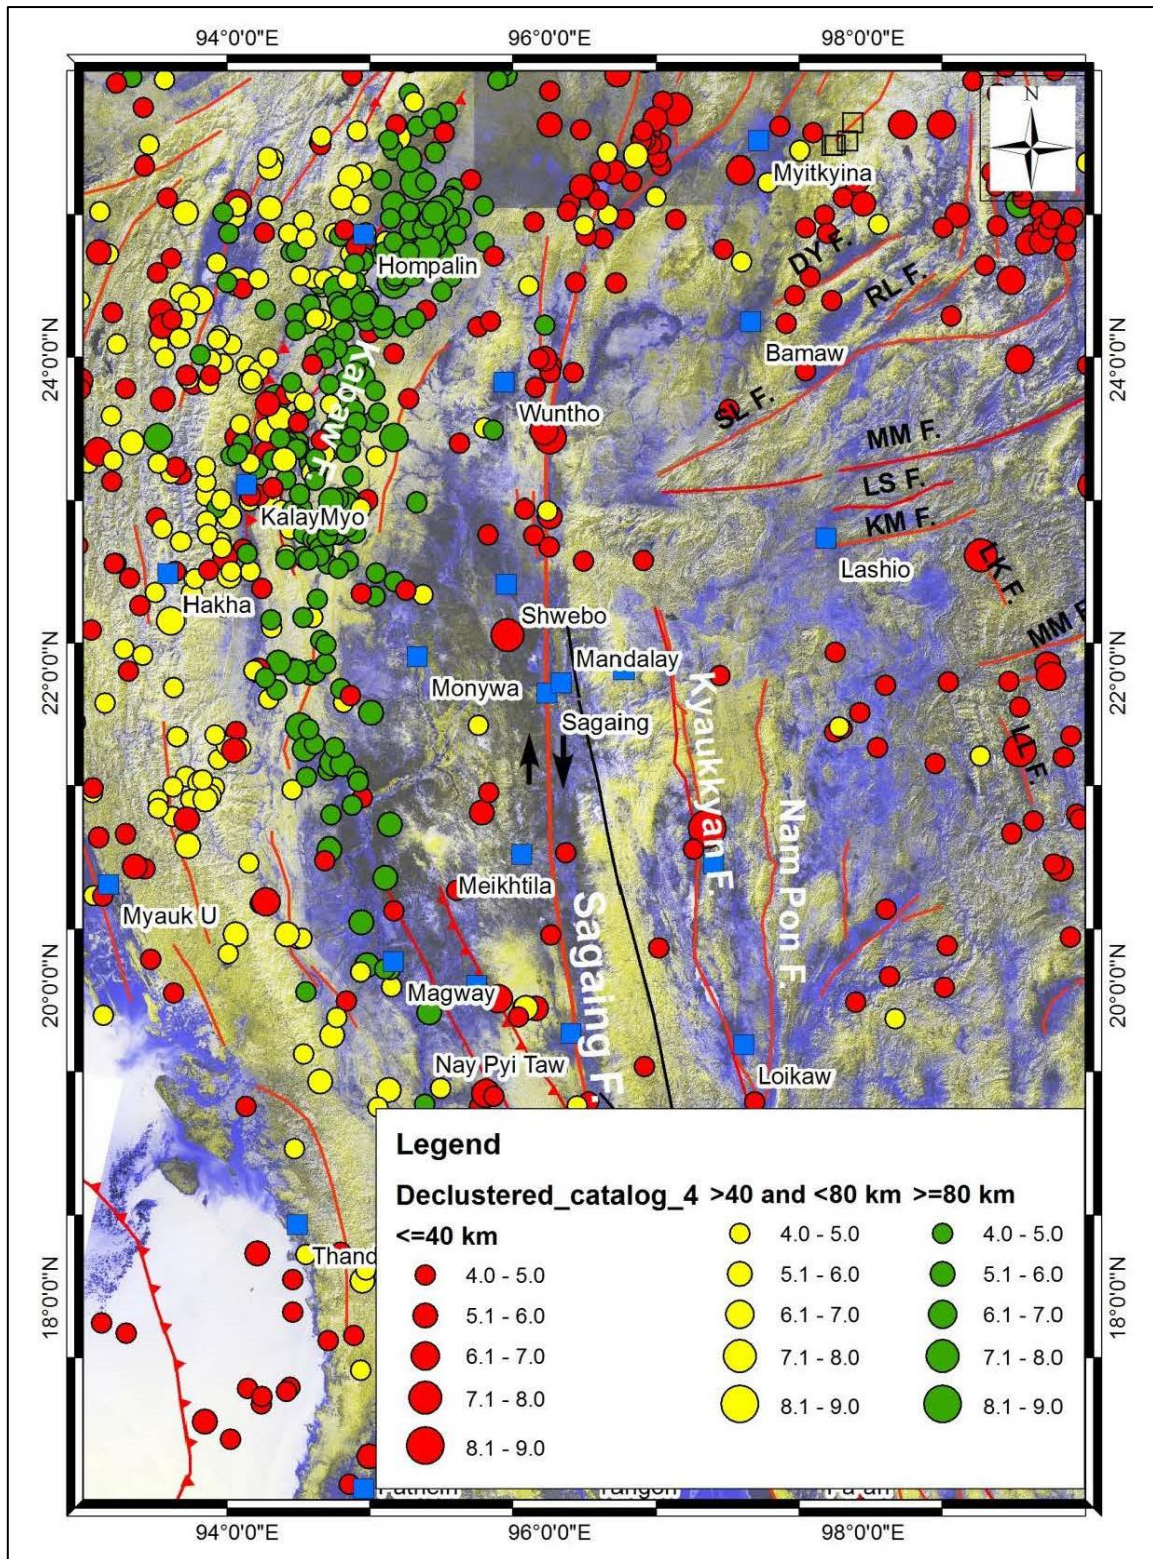 94°0'0"E 96°0'0"E 98°0'0"E
N
Myitkyina
Hompalin
DY F.
RL F.
24°0'0"N 24°0'0"N
Bamaw
Kabaw F.
Wuntho
SL F.
MM F.
LS F.
KM F.
KalayMyo
Lashio
LK F.
Hakha
Shwebo
MM F
22°0'0"N 22°0'0"N
Mandalay
Monywa
Sagaing
Kyaukkyan F.
LL F
Nam Pon F.
Meikhtila
Myauk U
Sagaing F.
20°0'0"N 20°0'0"N
Magway
Nay Pyi Taw
Loikaw
Legend
Declustered_catalog_4 >40 and <80 km >=80 km
<=40 km
4.0 - 5.0 4.0 - 5.0 4.0 - 5.0
5.1 - 6.0 5.1 - 6.0 5.1 - 6.0
6.1 - 7.0 6.1 - 7.0 6.1 - 7.0
7.1 - 8.0 7.1 - 8.0 7.1 - 8.0
8.1 - 9.0 8.1 - 9.0 8.1 - 9.0
Thand
18°0'0"N 18°0'0"N
94°0'0"E 96°0'0"E 98°0'0"E